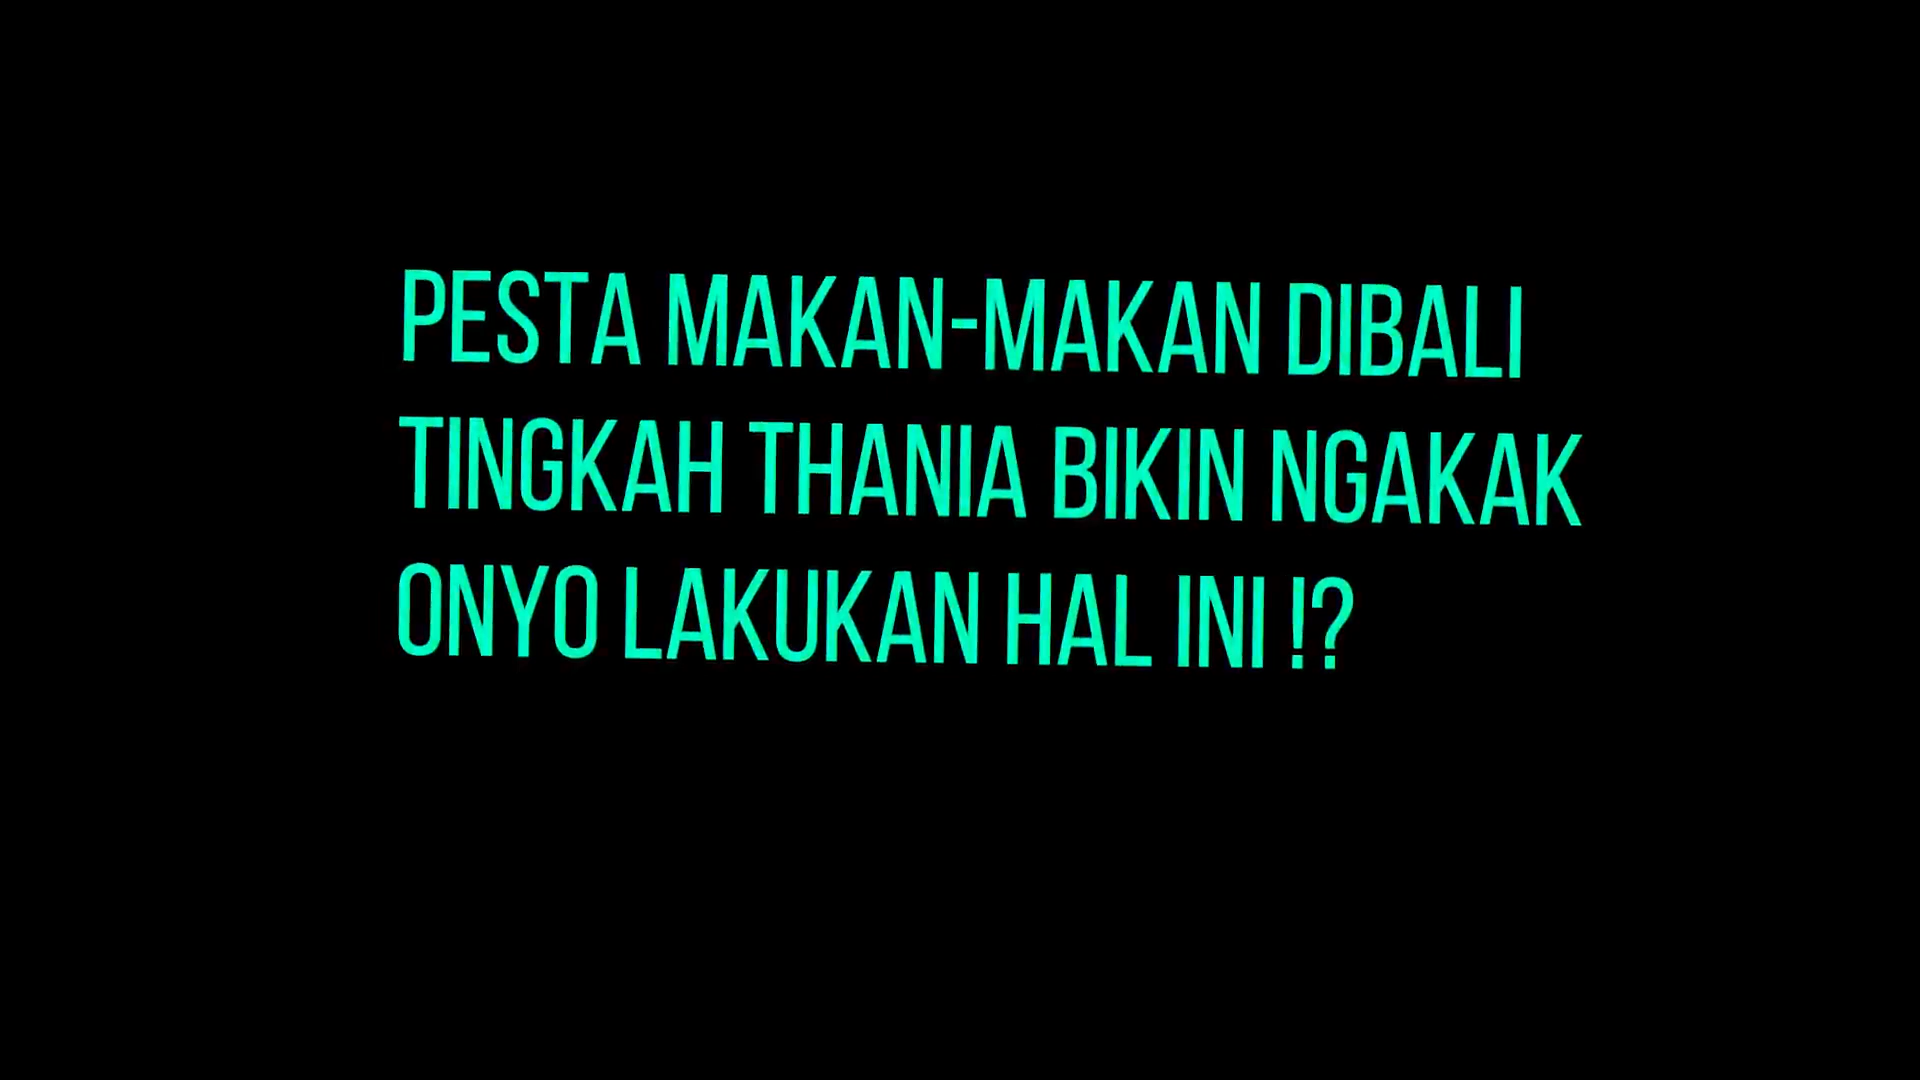 PESTA MAKAN-MAKAN DIBALI
TINGKAH THANIA BIKIN NGAKAK
ONYO LAKUKAN HAL INI !?